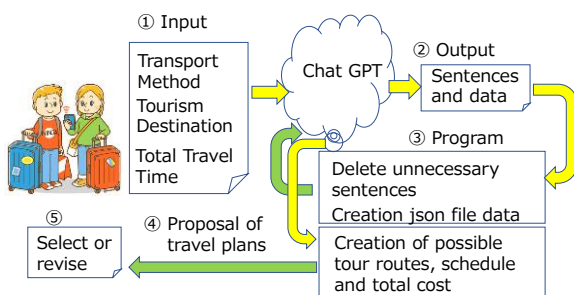 ① Input
Transport
Method
Tourism
Destination
Total Travel
Time
Chat GPT
② Output
Sentences
and data
③ Program
Delete unnecessary
sentences
Creation json file data
Creation of possible
tour routes, schedule
and total cost
④ Proposal of
travel plans
⑤
Select or
revise